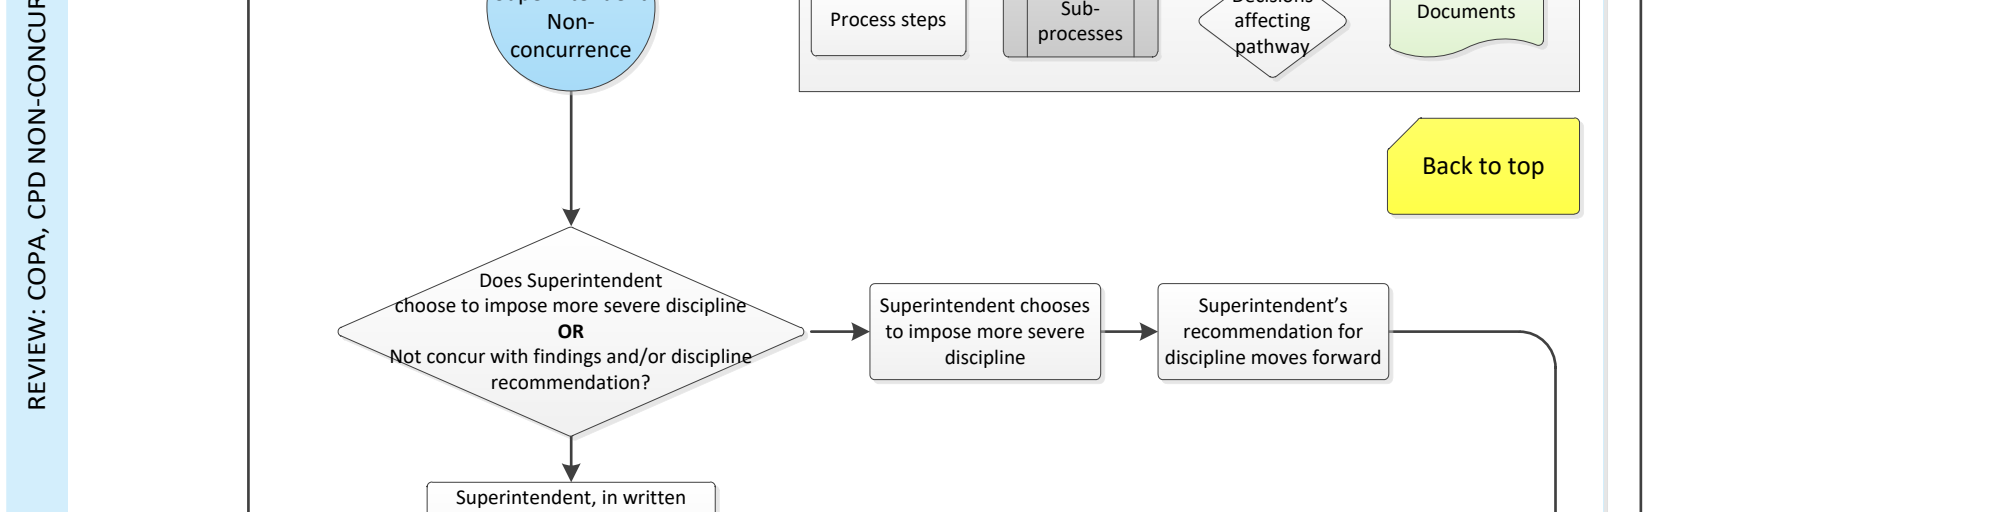 REVIEW: COPA, CPD NON-CONCUR
Non-
concurrence
Process steps
Sub-
processes
Decisions
affecting
pathway
Documents
Back to top
Does Superintendent
choose to impose more severe discipline
OR
Not concur with findings and/or discipline
recommendation?
Superintendent chooses
to impose more severe
discipline
Superintendent’s
recommendation for
discipline moves forward
Superintendent, in written